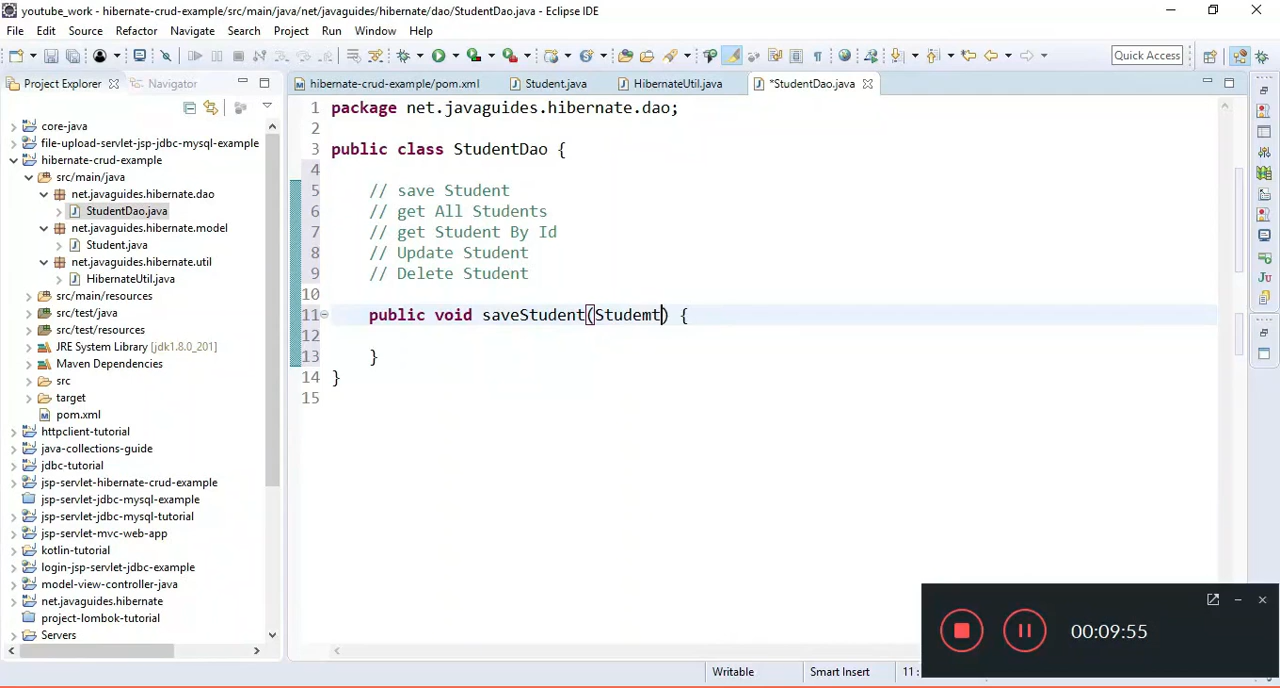 youtube_work - hibernate-crud-example/src/main/java/net/javaguides/hibernate/dao/StudentDao.java - Eclipse IDE
File Edit Source Refactor Navigate Search Project Run Window Help
Quick Access
Project Explorer Navigator
hibernate-crud-example/pom.xml Student.java HibernateUtil.java *StudentDao.java
core-java
file-upload-servlet-jsp-jdbc-mysql-example
hibernate-crud-example
src/main/java
net.javaguides.hibernate.dao
StudentDao.java
net.javaguides.hibernate.model
Student.java
net.javaguides.hibernate.util
HibernateUtil.java
src/main/resources
src/test/java
src/test/resources
JRE System Library [jdk1.8.0_201]
Maven Dependencies
src
target
pom.xml
httpclient-tutorial
java-collections-guide
jdbc-tutorial
jsp-servlet-hibernate-crud-example
jsp-servlet-jdbc-mysql-example
jsp-servlet-jdbc-mysql-tutorial
jsp-servlet-mvc-web-app
kotlin-tutorial
login-jsp-servlet-jdbc-example
model-view-controller-java
net.javaguides.hibernate
project-lombok-tutorial
Servers
1 package net.javaguides.hibernate.dao;
2
3 public class StudentDao {
4
5 // save Student
6 // get All Students
7 // get Student By Id
8 // Update Student
9 // Delete Student
10
11 public void saveStudent(Studemt) {
12
13 }
14 }
15
00:09:55
Writable Smart Insert 11 :